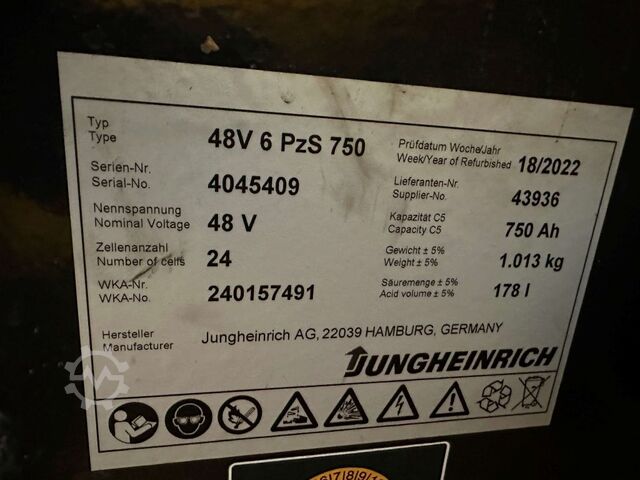 Typ
Type 48V 6 PzS 750
Prüfdatum Woche/Jahr
Week/Year of Refurbished 18/2022
Serien-Nr.
Serial-No. 4045409
Lieferanten-Nr.
Supplier-No. 43936
Nennspannung
Nominal Voltage 48 V
Kapazität C5
Capacity C5 750 Ah
Zellenanzahl
Number of cells 24
Gewicht ± 5%
Weight ± 5% 1.013 kg
WKA-Nr.
WKA-No. 240157491
Säuremenge ± 5%
Acid volume ± 5% 178 l
Hersteller
Manufacturer Jungheinrich AG, 22039 HAMBURG, GERMANY
JUNGHEINRICH